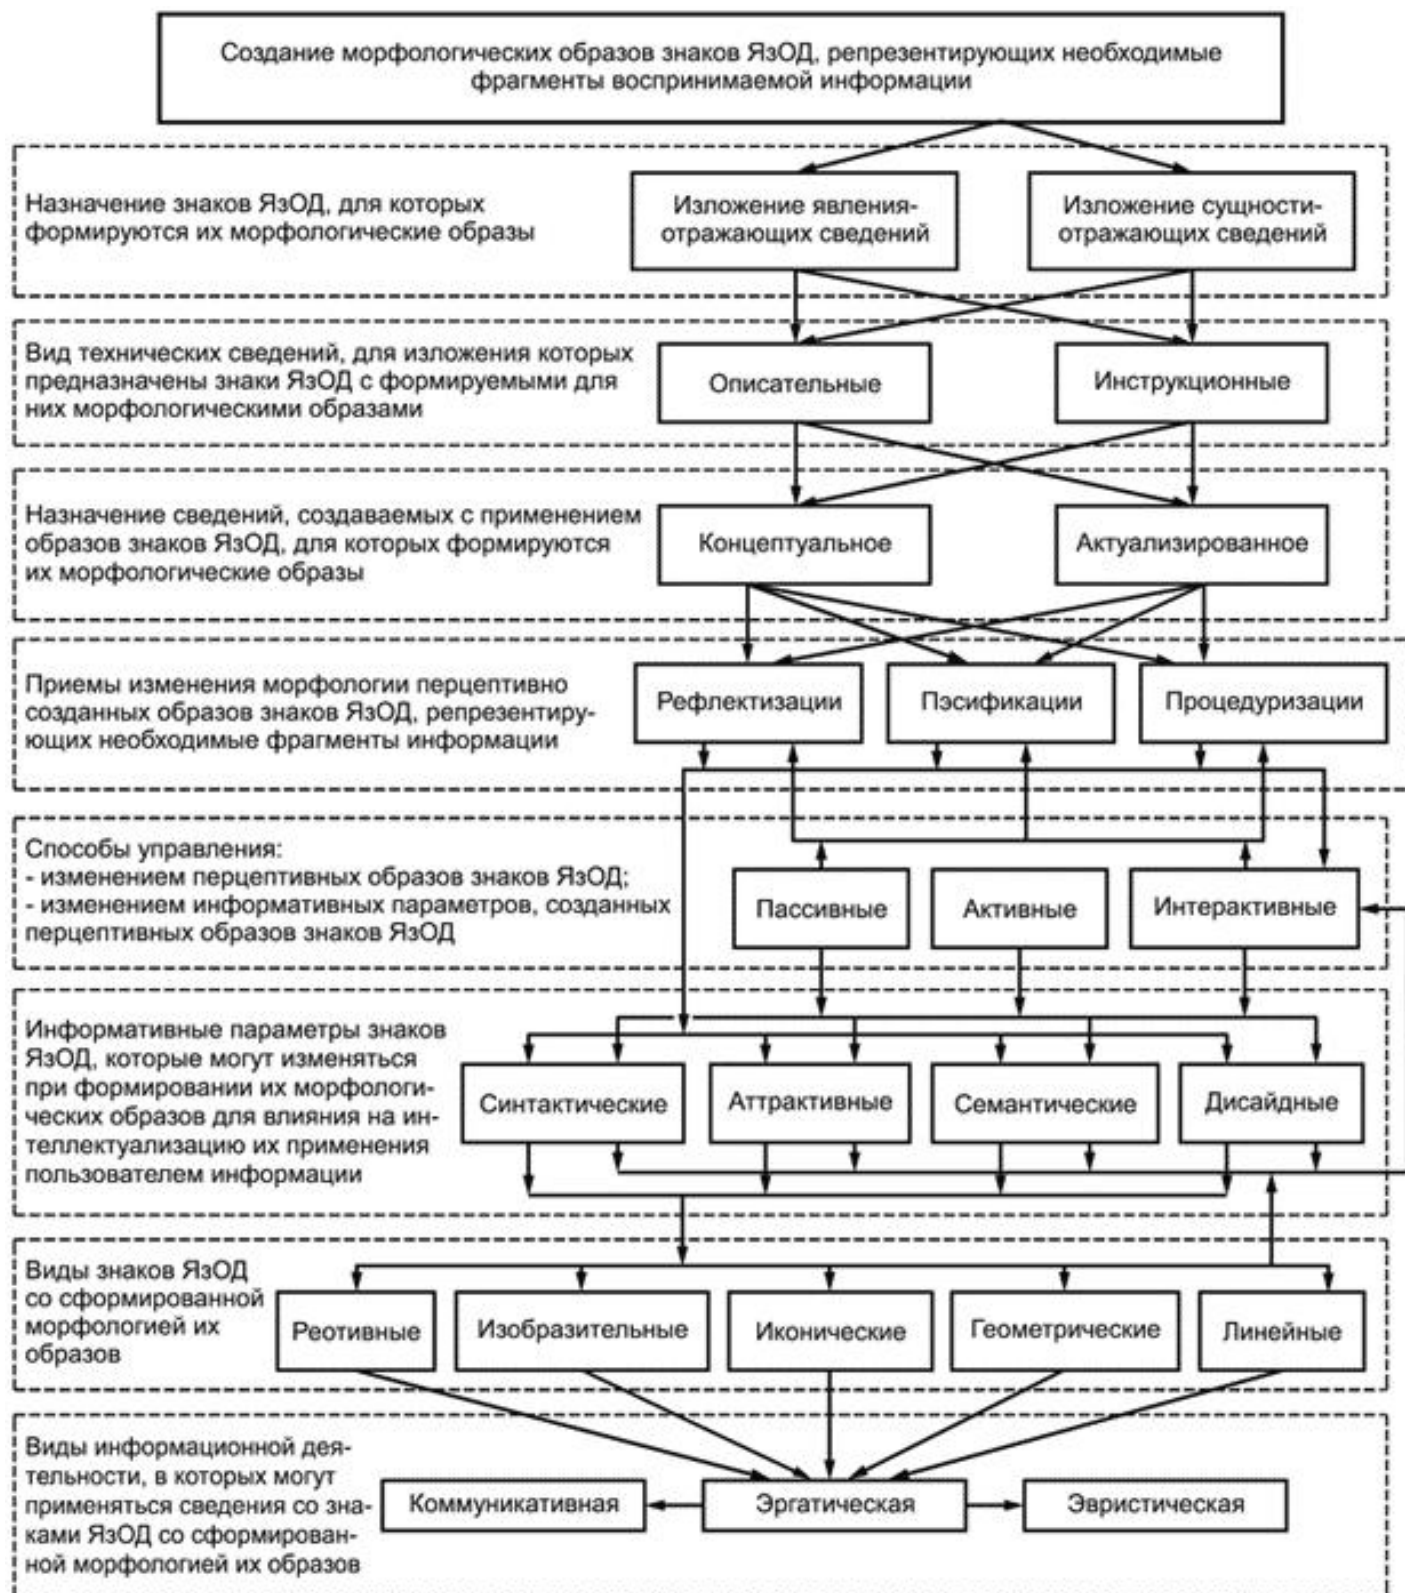 Создание морфологических образов знаков ЯзОД, репрезентирующих необходимые
фрагменты воспринимаемой информации
Назначение знаков ЯзОД, для которых
формируются их морфологические образы
Изложение явления-
отражающих сведений
Изложение сущности-
отражающих сведений
Вид технических сведений, для изложения которых
предназначены знаки ЯзОД с формируемыми для
них морфологическими образами
Описательные
Инструкционные
Назначение сведений, создаваемых с применением
образов знаков ЯзОД, для которых формируются
их морфологические образы
Концептуальное
Актуализированное
Приемы изменения морфологии перцептивно
созданных образов знаков ЯзОД, репрезентирую-
ющих необходимые фрагменты информации
Рефлектизации
Пэсификации
Процедуризации
Способы управления:
- изменением перцептивных образов знаков ЯзОД;
- изменением информативных параметров, созданных
перцептивных образов знаков ЯзОД
Пассивные
Активные
Интерактивные
Информативные параметры знаков
ЯзОД, которые могут изменяться
при формировании их морфологи-
ческих образов для влияния на ин-
теллектуализацию их применения
пользователем информации
Синтактические
Аттрактивные
Семантические
Дисайдные
Виды знаков ЯзОД
со сформированной
морфологией их
образов
Реотивные
Изобразительные
Иконические
Геометрические
Линейные
Виды информационной дея-
тельности, в которых могут
применяться сведения со зна-
ками ЯзОД со сформирован-
ной морфологией их образов
Коммуникативная
Эргатическая
Эвристическая